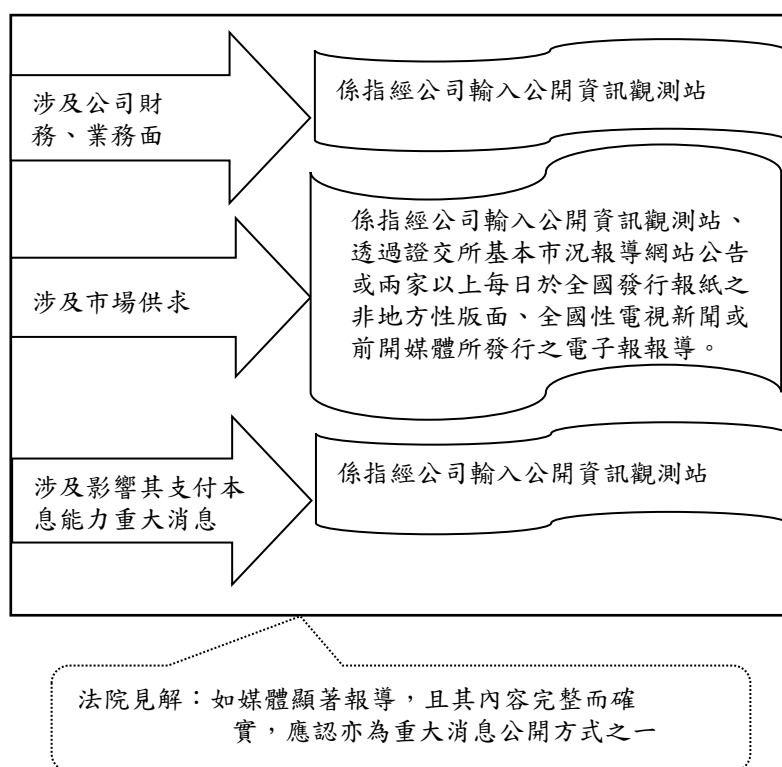 涉及公司財
務、業務面
係指經公司輸入公開資訊觀測站
涉及市場供求
係指經公司輸入公開資訊觀測站、
透過證交所基本市況報導網站公告
或兩家以上每日於全國發行報紙之
非地方性版面、全國性電視新聞或
前開媒體所發行之電子報報導。
涉及影響其支付本
息能力重大消息
係指經公司輸入公開資訊觀測站
法院見解：如媒體顯著報導，且其內容完整而確
實，應認亦為重大消息公開方式之一